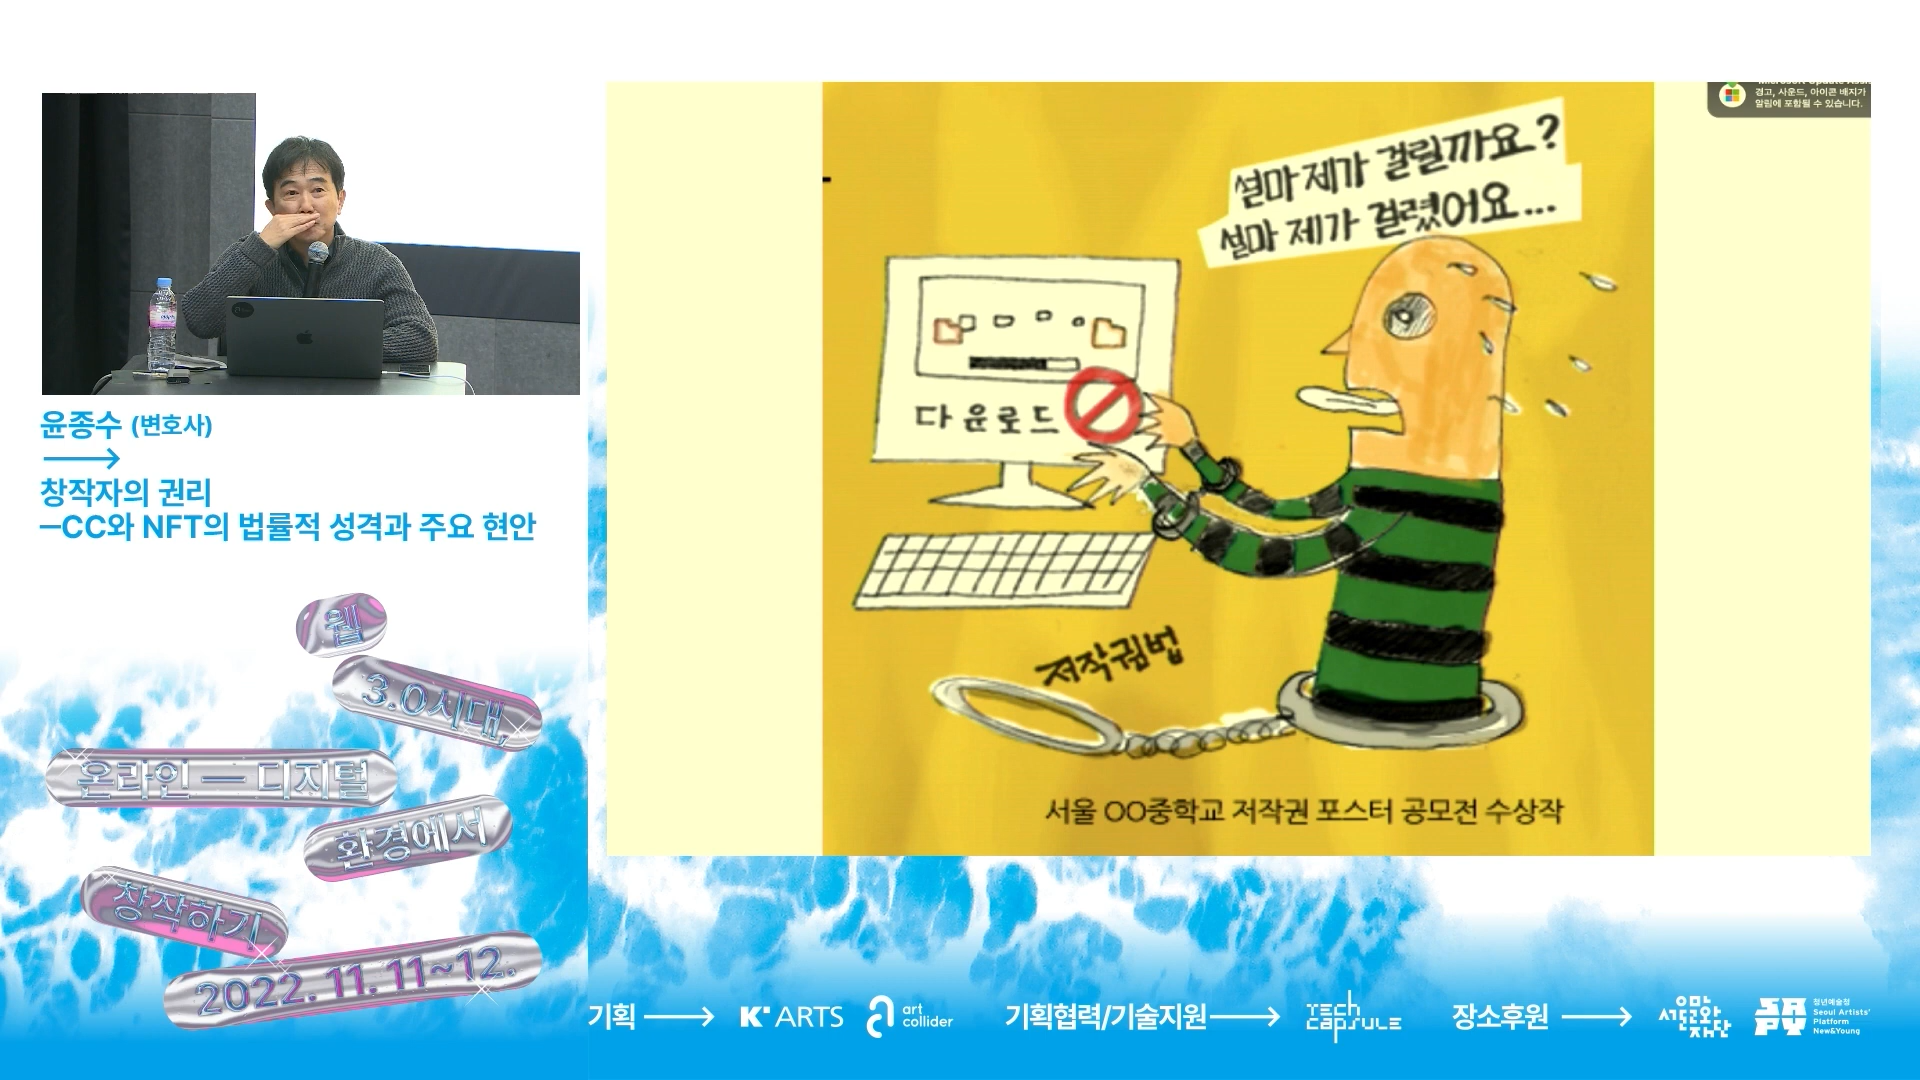 경고, 사운드, 아이콘 배지가
알림에 포함될 수 있습니다.
설마 제가 걸릴까요?
설마 제가 걸렸어요...
다운로드
저작권법
서울 OO중학교 저작권 포스터 공모전 수상작
윤종수 (변호사)
창작자의 권리
—CC와 NFT의 법률적 성격과 주요 현안
웹
3.0시대,
온라인 — 디지털
환경에서
창작하기
2022. 11. 11~12.
기획 K·ARTS art collider
기획협력/기술지원 TECH CAPSULE
장소후원 서울문화재단 SAPY 청년예술청 Seoul Artists' Platform New&Young